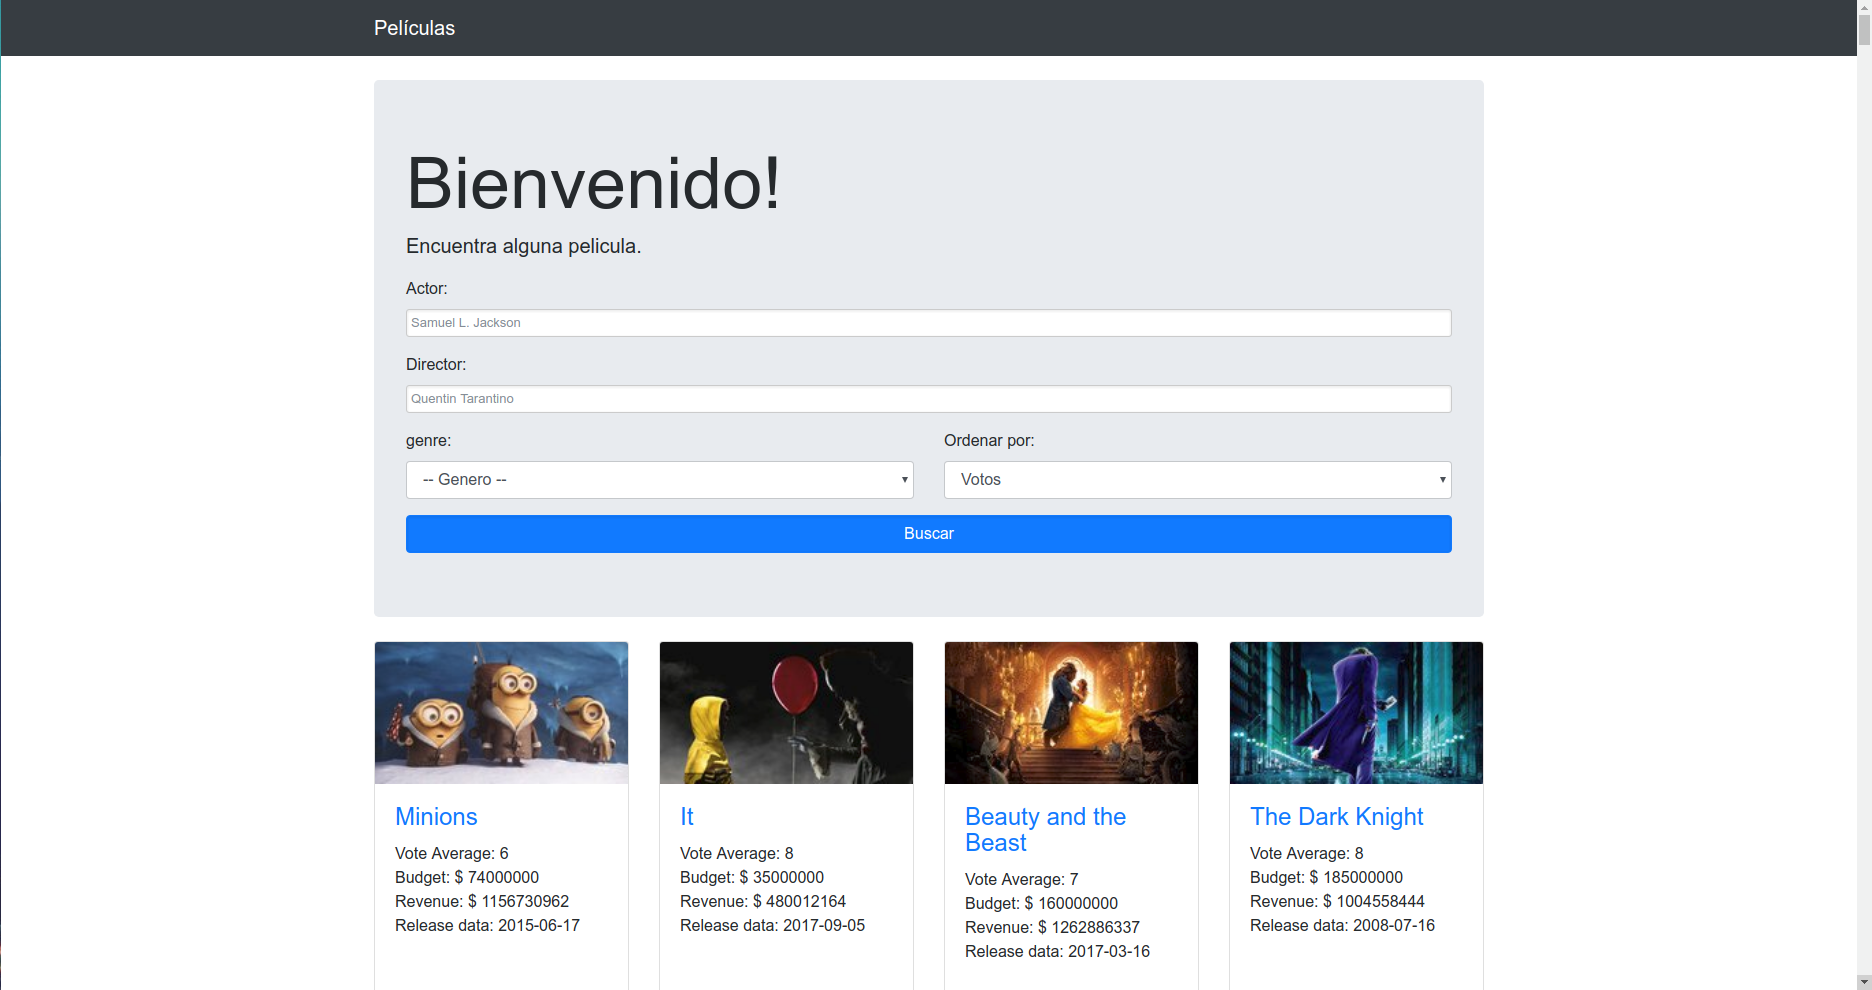 Películas
Bienvenido!
Encuentra alguna pelicula.
Actor:
Samuel L. Jackson
Director:
Quentin Tarantino
genre:
-- Genero --
Ordenar por:
Votos
Buscar
Minions
Vote Average: 6
Budget: $ 74000000
Revenue: $ 1156730962
Release data: 2015-06-17
It
Vote Average: 8
Budget: $ 35000000
Revenue: $ 480012164
Release data: 2017-09-05
Beauty and the
Beast
Vote Average: 7
Budget: $ 160000000
Revenue: $ 1262886337
Release data: 2017-03-16
The Dark Knight
Vote Average: 8
Budget: $ 185000000
Revenue: $ 1004558444
Release data: 2008-07-16